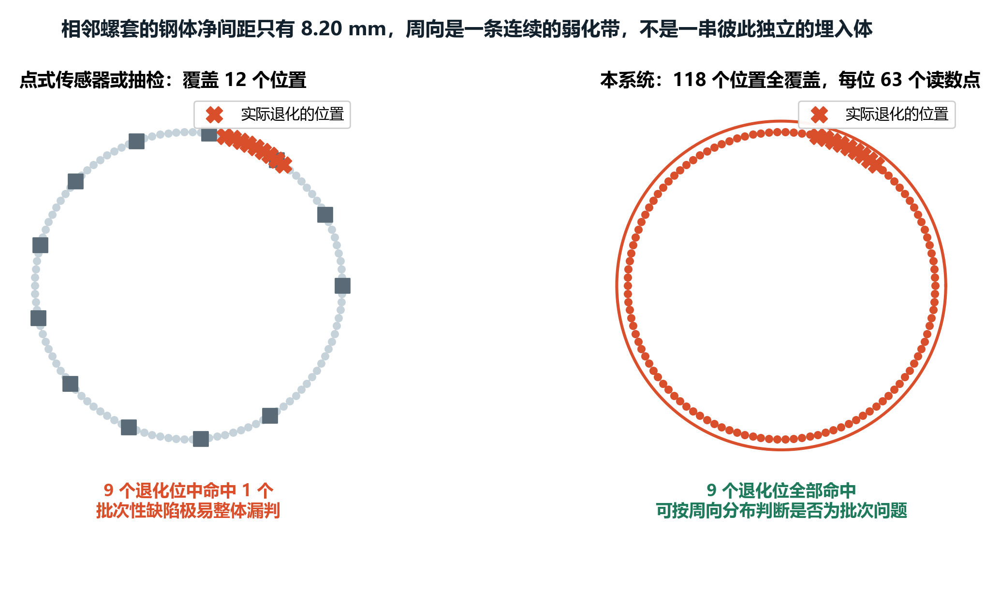 相邻螺套的钢体净间距只有 8.20 mm，周向是一条连续的弱化带，不是一串彼此独立的埋入体
点式传感器或抽检：覆盖 12 个位置
实际退化的位置
9 个退化位中命中 1 个
批次性缺陷极易整体漏判
本系统：118 个位置全覆盖，每位 63 个读数点
实际退化的位置
9 个退化位全部命中
可按周向分布判断是否为批次问题